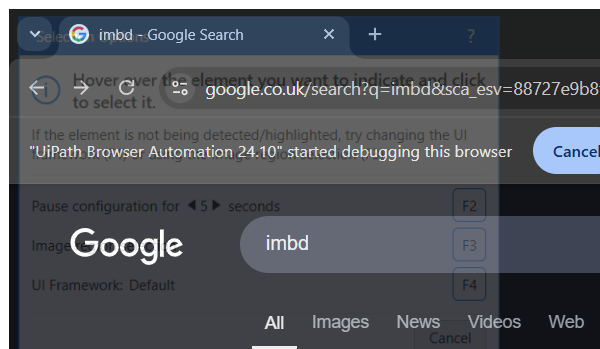 Selection Options ?
imbd - Google Search
Hover over the element you want to indicate and click
to select it.
google.co.uk/search?q=imbd&sca_esv=88727e9b8
If the element is not being detected/highlighted, try changing the UI
"UiPath Browser Automation 24.10" started debugging this browser
Cancel
Pause configuration for 5 seconds F2
Google
imbd
Image F3
UI Framework: Default F4
All Images News Videos Web
Cancel